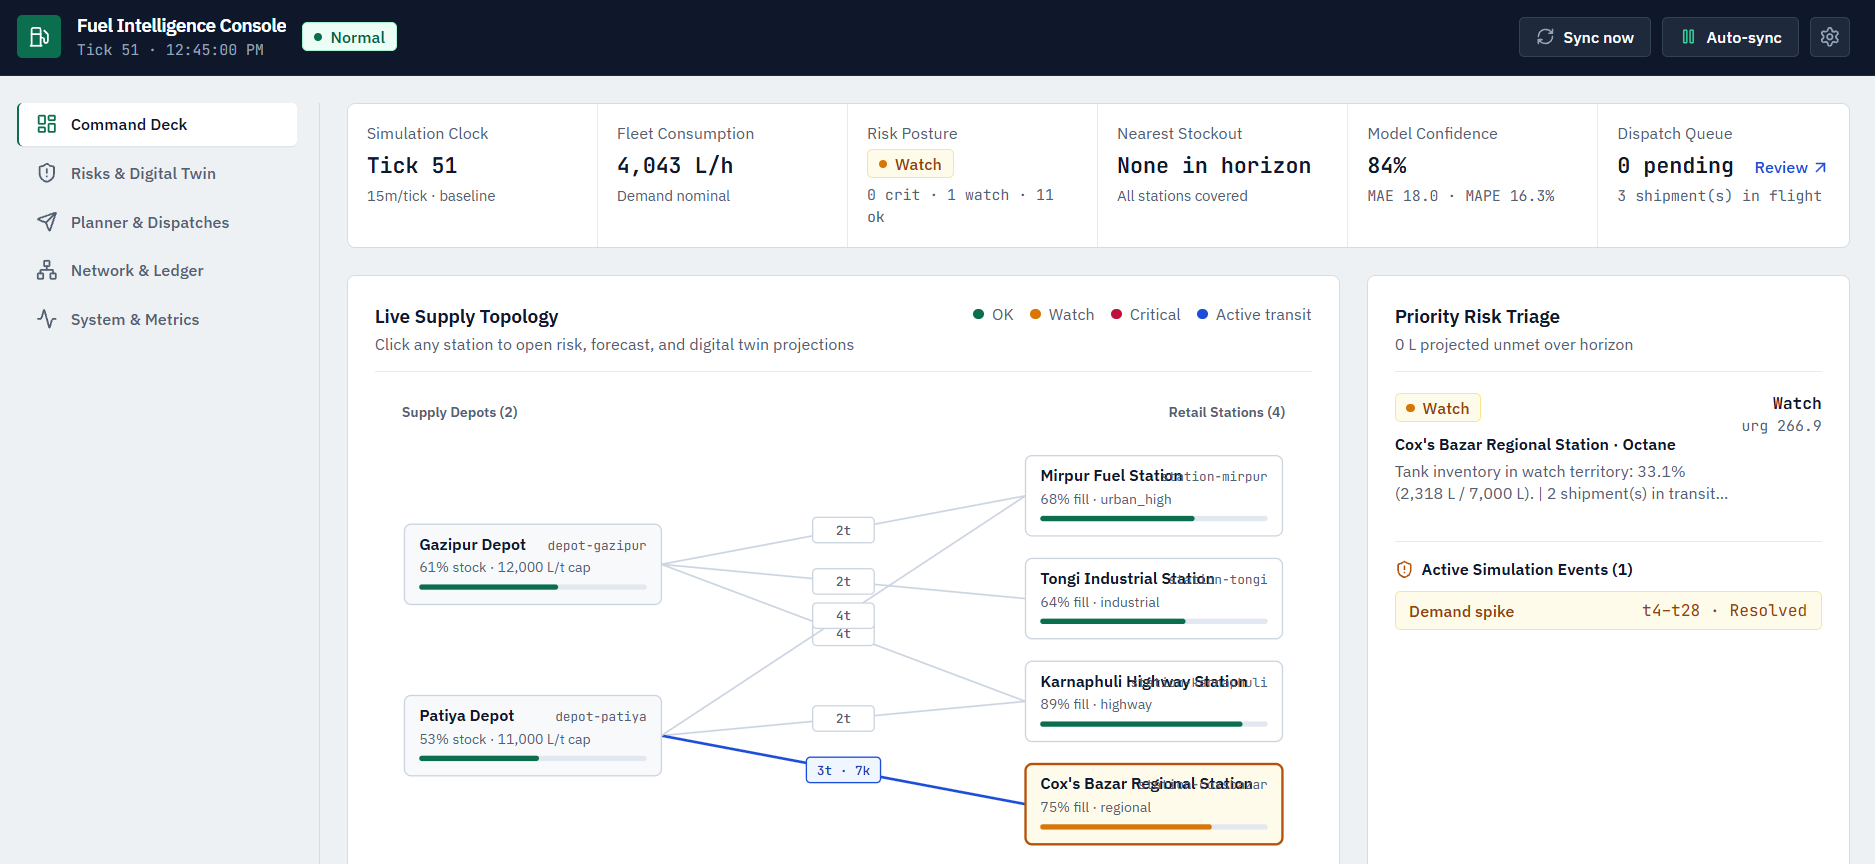 Fuel Intelligence Console
Tick 51 · 12:45:00 PM
Normal
Sync now
Auto-sync
Command Deck
Risks & Digital Twin
Planner & Dispatches
Network & Ledger
System & Metrics
Simulation Clock
Tick 51
15m/tick · baseline
Fleet Consumption
4,043 L/h
Demand nominal
Risk Posture
Watch
0 crit · 1 watch · 11
ok
Nearest Stockout
None in horizon
All stations covered
Model Confidence
84%
MAE 18.0 · MAPE 16.3%
Dispatch Queue
0 pending Review
3 shipment(s) in flight
Live Supply Topology
OK Watch Critical Active transit
Click any station to open risk, forecast, and digital twin projections
Supply Depots (2)
Retail Stations (4)
Gazipur Depot depot-gazipur
61% stock · 12,000 L/t cap
Patiya Depot depot-patiya
53% stock · 11,000 L/t cap
2t
2t
4t
4t
2t
3t · 7k
Mirpur Fuel Station station-mirpur
68% fill · urban_high
Tongi Industrial Station station-tongi
64% fill · industrial
Karnaphuli Highway Station station-karnaphuli
89% fill · highway
Cox's Bazar Regional Station station-coxsbazar
75% fill · regional
Priority Risk Triage
0 L projected unmet over horizon
Watch
Watch
urg 266.9
Cox's Bazar Regional Station · Octane
Tank inventory in watch territory: 33.1%
(2,318 L / 7,000 L). | 2 shipment(s) in transit...
Active Simulation Events (1)
Demand spike t4–t28 · Resolved